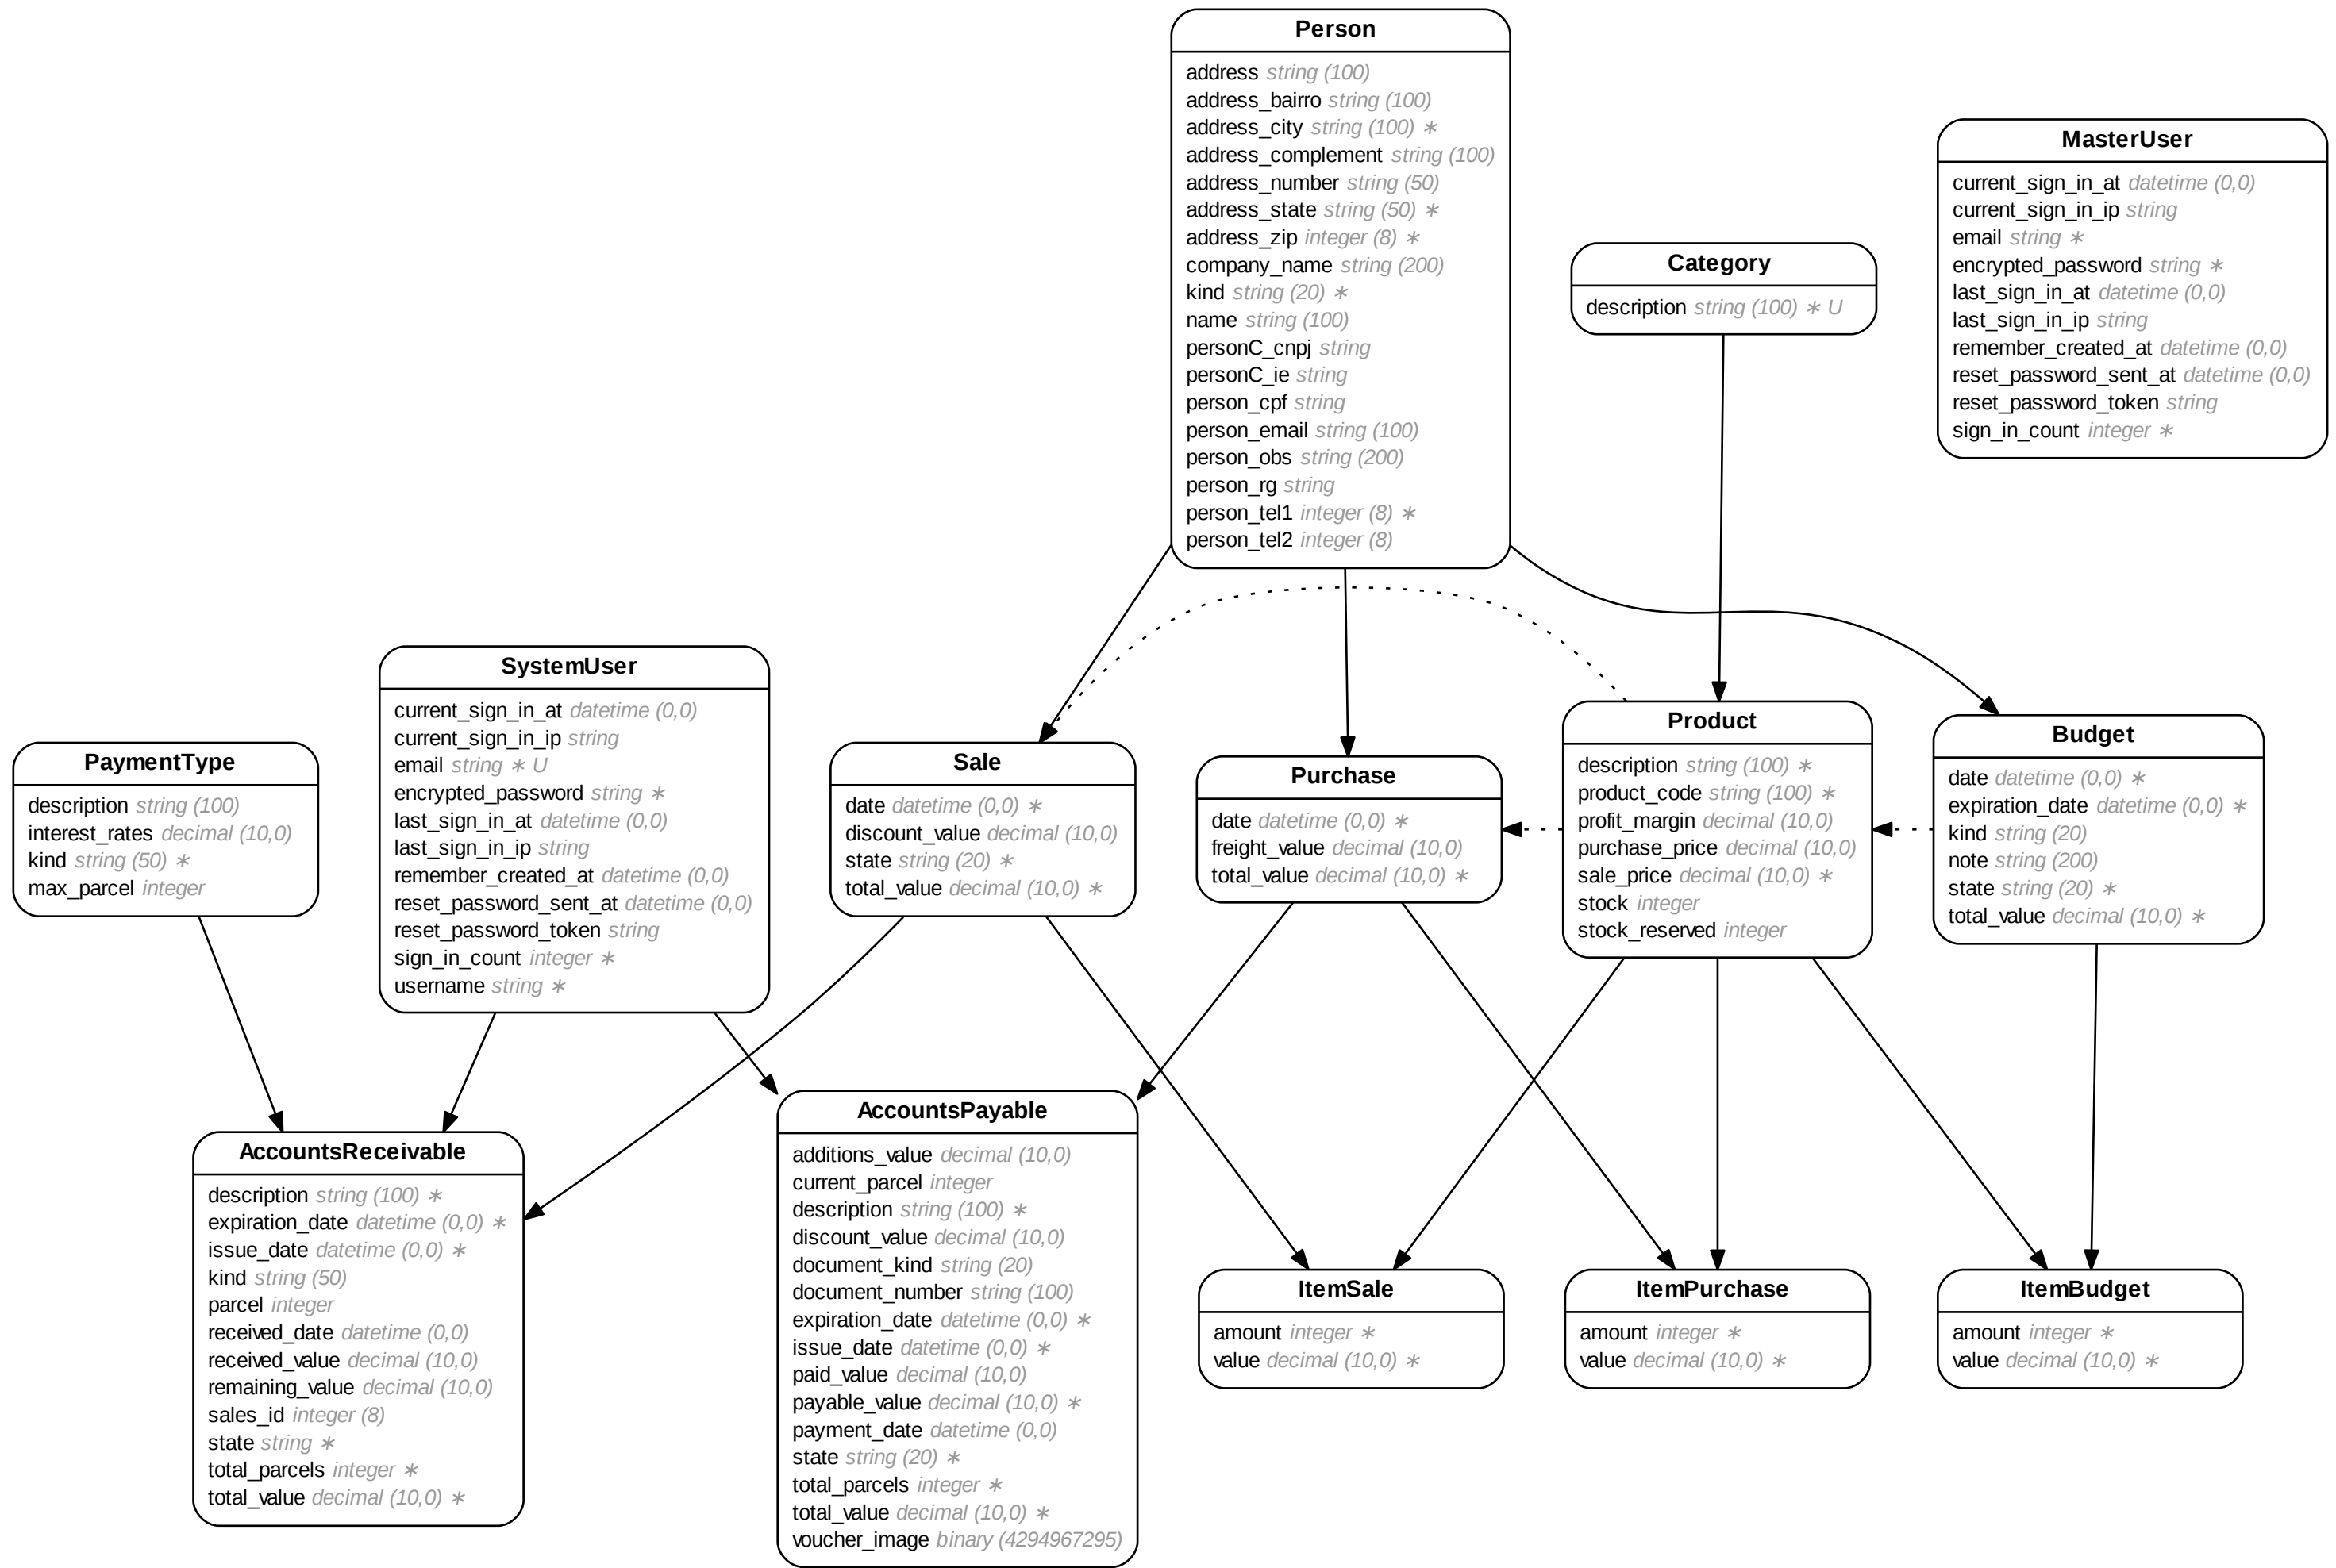 Person
address string (100)
address_bairro string (100)
address_city string (100) ∗
address_complement string (100)
address_number string (50)
address_state string (50) ∗
address_zip integer (8) ∗
company_name string (200)
kind string (20) ∗
name string (100)
personC_cnpj string
personC_ie string
person_cpf string
person_email string (100)
person_obs string (200)
person_rg string
person_tel1 integer (8) ∗
person_tel2 integer (8)
MasterUser
current_sign_in_at datetime (0,0)
current_sign_in_ip string
email string ∗
encrypted_password string ∗
last_sign_in_at datetime (0,0)
last_sign_in_ip string
remember_created_at datetime (0,0)
reset_password_sent_at datetime (0,0)
reset_password_token string
sign_in_count integer ∗
Category
description string (100) ∗ U
PaymentType
description string (100)
interest_rates decimal (10,0)
kind string (50) ∗
max_parcel integer
SystemUser
current_sign_in_at datetime (0,0)
current_sign_in_ip string
email string ∗ U
encrypted_password string ∗
last_sign_in_at datetime (0,0)
last_sign_in_ip string
remember_created_at datetime (0,0)
reset_password_sent_at datetime (0,0)
reset_password_token string
sign_in_count integer ∗
username string ∗
Sale
date datetime (0,0) ∗
discount_value decimal (10,0)
state string (20) ∗
total_value decimal (10,0) ∗
Purchase
date datetime (0,0) ∗
freight_value decimal (10,0)
total_value decimal (10,0) ∗
Product
description string (100) ∗
product_code string (100) ∗
profit_margin decimal (10,0)
purchase_price decimal (10,0)
sale_price decimal (10,0) ∗
stock integer
stock_reserved integer
Budget
date datetime (0,0) ∗
expiration_date datetime (0,0) ∗
kind string (20)
note string (200)
state string (20) ∗
total_value decimal (10,0) ∗
AccountsReceivable
description string (100) ∗
expiration_date datetime (0,0) ∗
issue_date datetime (0,0) ∗
kind string (50)
parcel integer
received_date datetime (0,0)
received_value decimal (10,0)
remaining_value decimal (10,0)
sales_id integer (8)
state string ∗
total_parcels integer ∗
total_value decimal (10,0) ∗
AccountsPayable
additions_value decimal (10,0)
current_parcel integer
description string (100) ∗
discount_value decimal (10,0)
document_kind string (20)
document_number string (100)
expiration_date datetime (0,0) ∗
issue_date datetime (0,0) ∗
paid_value decimal (10,0)
payable_value decimal (10,0) ∗
payment_date datetime (0,0)
state string (20) ∗
total_parcels integer ∗
total_value decimal (10,0) ∗
voucher_image binary (4294967295)
ItemSale
amount integer ∗
value decimal (10,0) ∗
ItemPurchase
amount integer ∗
value decimal (10,0) ∗
ItemBudget
amount integer ∗
value decimal (10,0) ∗